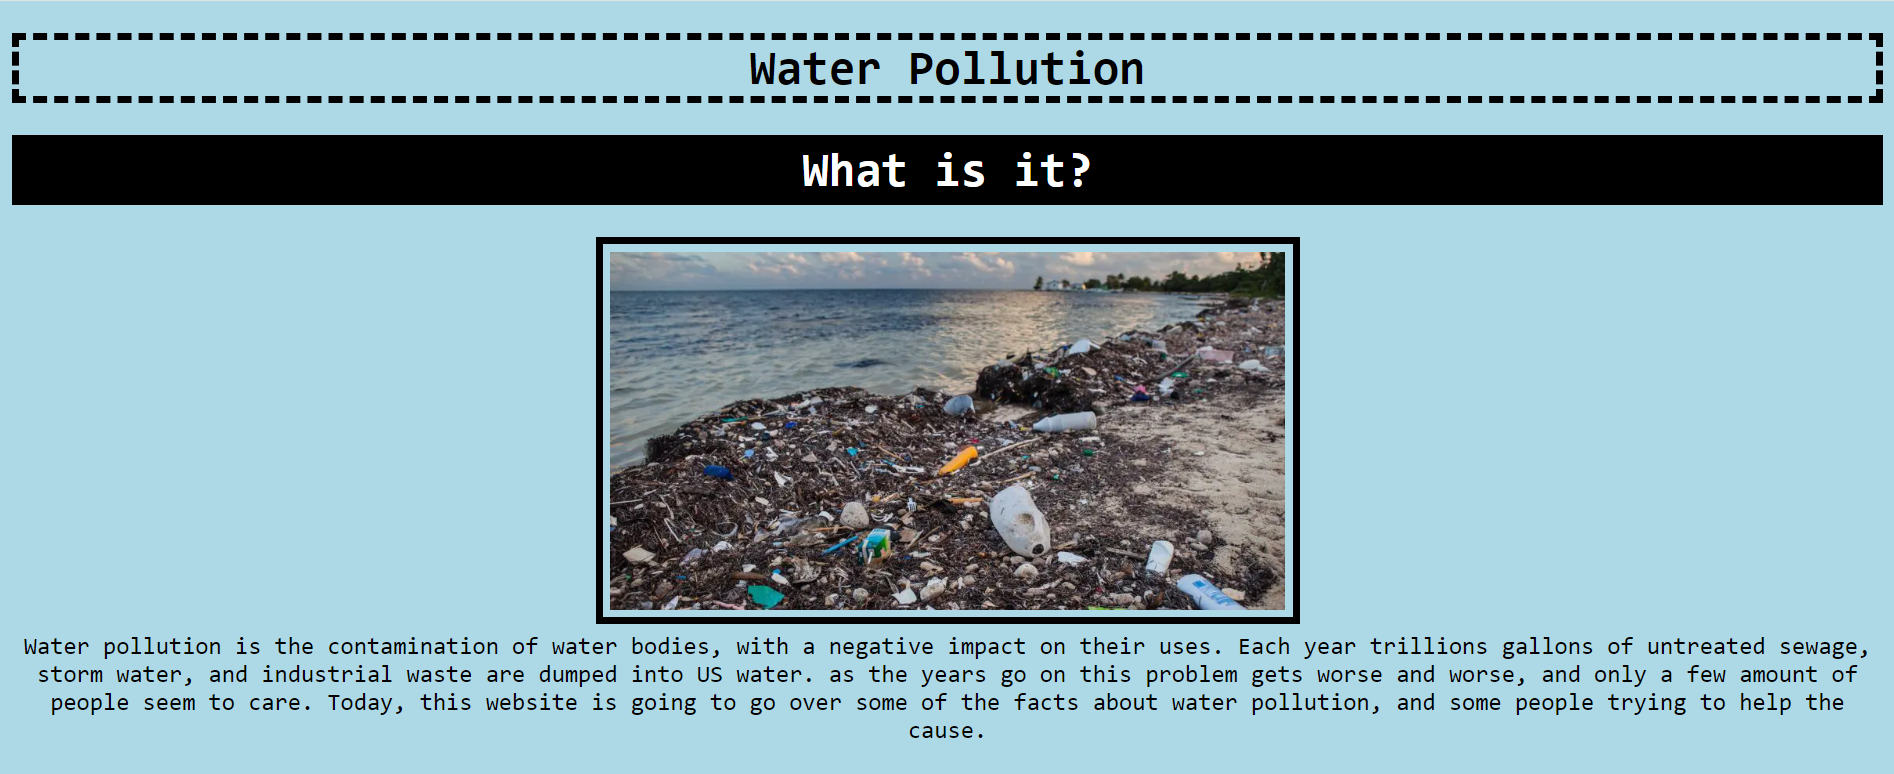 Water Pollution
What is it?
Water pollution is the contamination of water bodies, with a negative impact on their uses. Each year trillions gallons of untreated sewage,
storm water, and industrial waste are dumped into US water. as the years go on this problem gets worse and worse, and only a few amount of
people seem to care. Today, this website is going to go over some of the facts about water pollution, and some people trying to help the
cause.